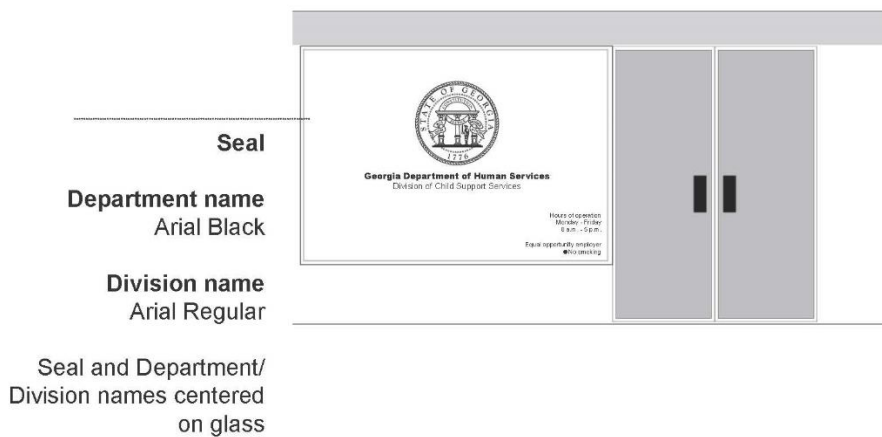 Seal
Department name
Arial Black
Division name
Arial Regular
Seal and Department/
Division names centered
on glass
STATE OF GEORGIA
1776
Georgia Department of Human Services
Division of Child Support Services
Hours of operation
Monday - Friday
8 a.m. - 5 p.m.
Equal opportunity employer
No smoking